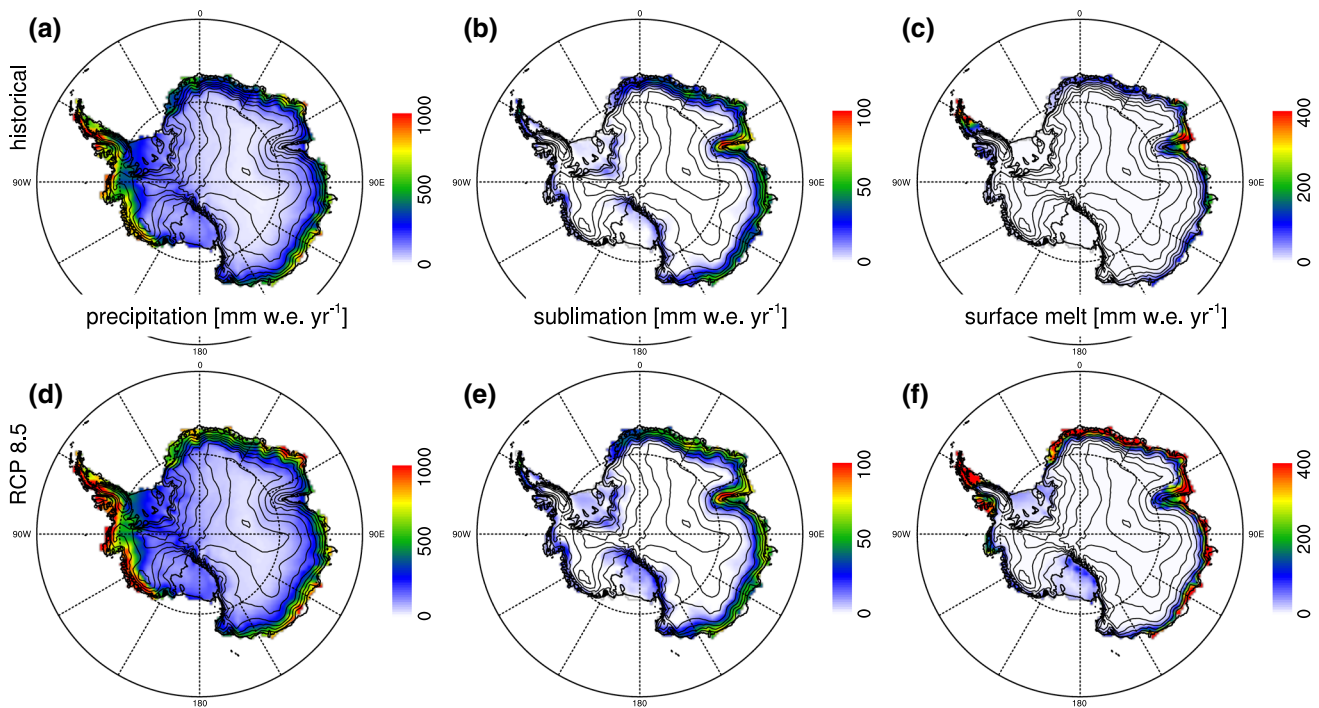 (a)
(b)
(c)
historical
0
0
0
90W
90E
90W
90E
90W
90E
0 500 1000
0 50 100
0 200 400
precipitation [mm w.e. yr-1]
sublimation [mm w.e. yr-1]
surface melt [mm w.e. yr-1]
180
180
180
(d)
(e)
(f)
RCP 8.5
0
0
0
90W
90E
90W
90E
90W
90E
0 500 1000
0 50 100
0 200 400
180
180
180